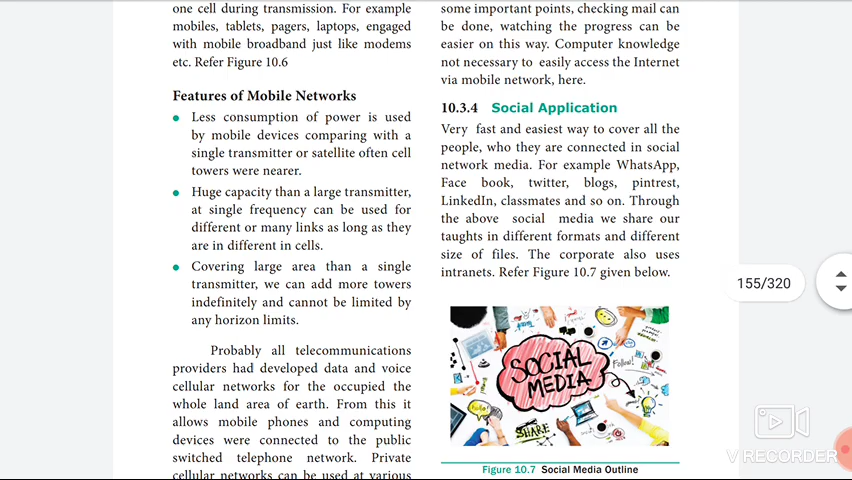 one cell during transmission. For example
mobiles, tablets, pagers, laptops, engaged
with mobile broadband just like modems
etc. Refer Figure 10.6
Features of Mobile Networks
• Less consumption of power is used
by mobile devices comparing with a
single transmitter or satellite often cell
towers were nearer.
• Huge capacity than a large transmitter,
at single frequency can be used for
different or many links as long as they
are in different in cells.
• Covering large area than a single
transmitter, we can add more towers
indefinitely and cannot be limited by
any horizon limits.
Probably all telecommunications
providers had developed data and voice
cellular networks for the occupied the
whole land area of earth. From this it
allows mobile phones and computing
devices were connected to the public
switched telephone network. Private
cellular networks can be used at various
some important points, checking mail can
be done, watching the progress can be
easier on this way. Computer knowledge
not necessary to easily access the Internet
via mobile network, here.
10.3.4 Social Application
Very fast and easiest way to cover all the
people, who they are connected in social
network media. For example WhatsApp,
Face book, twitter, blogs, pintrest,
LinkedIn, classmates and so on. Through
the above social media we share our
taughts in different formats and different
size of files. The corporate also uses
intranets. Refer Figure 10.7 given below.
SOCIAL
MEDIA
Follow!
Hello!
SHARE
Figure 10.7 Social Media Outline
155/320
V RECORDER